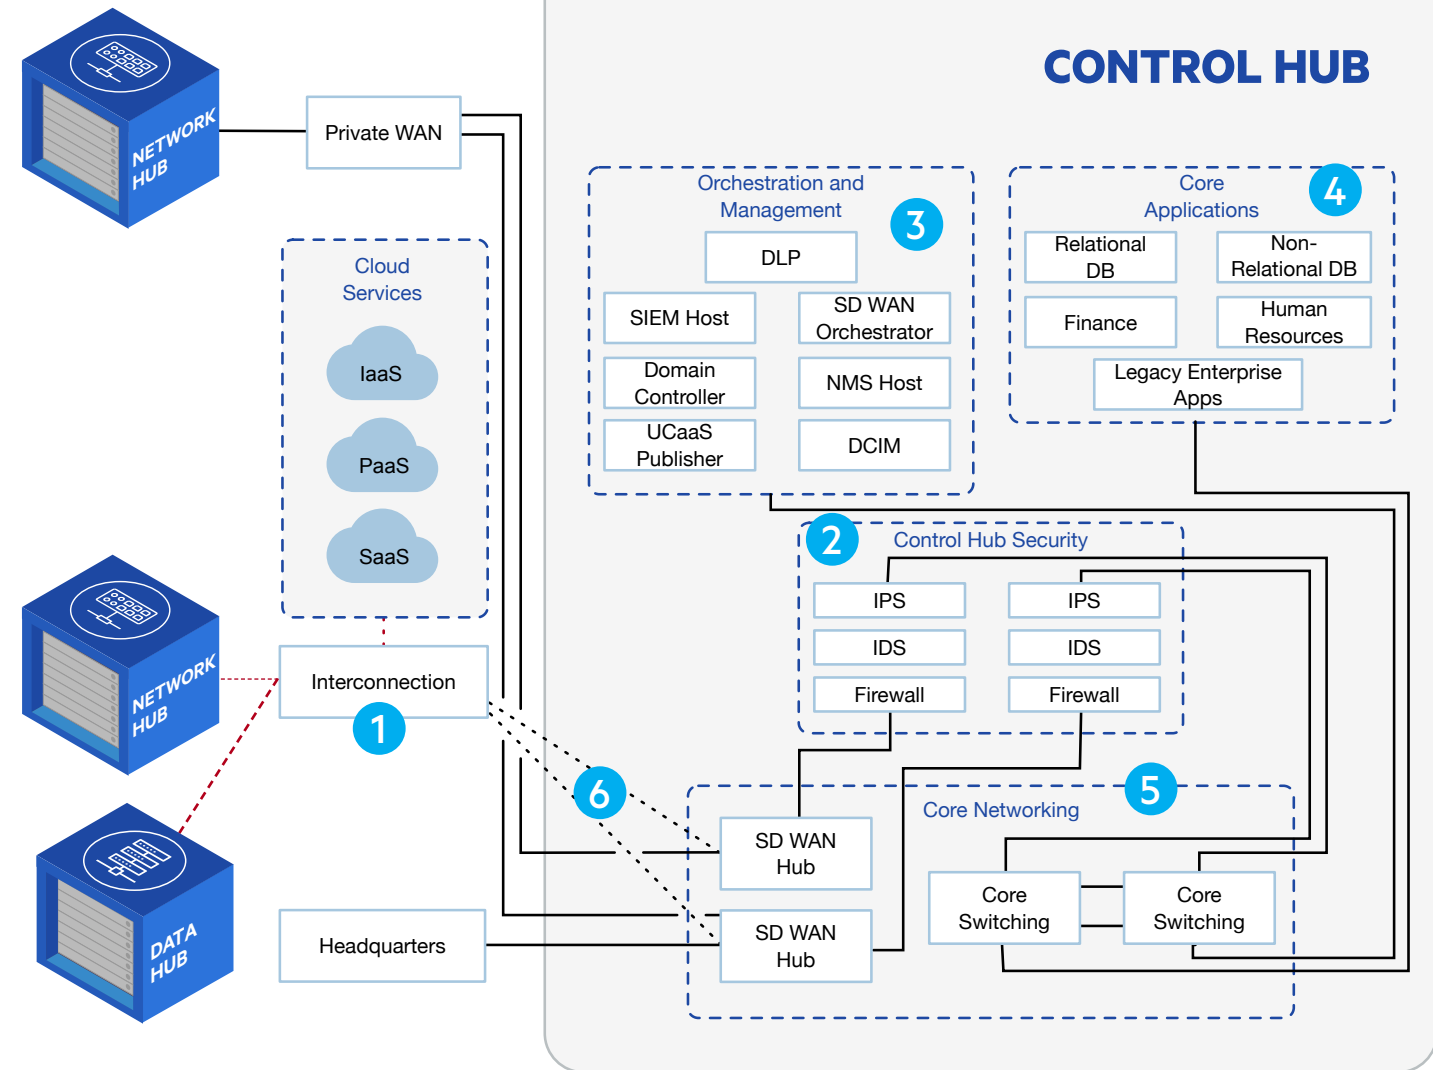 CONTROL HUB
NETWORK
HUB
Private WAN
Orchestration and
Management
3
DLP
SIEM Host
SD WAN
Orchestrator
Domain
Controller
NMS Host
UCaaS
Publisher
DCIM
Core
Applications
4
Relational
DB
Non-
Relational DB
Finance
Human
Resources
Legacy Enterprise
Apps
Cloud
Services
IaaS
PaaS
SaaS
2
Control Hub Security
IPS
IPS
IDS
IDS
Firewall
Firewall
NETWORK
HUB
Interconnection
1
6
5
Core Networking
SD WAN
Hub
SD WAN
Hub
Core
Switching
Core
Switching
DATA
HUB
Headquarters